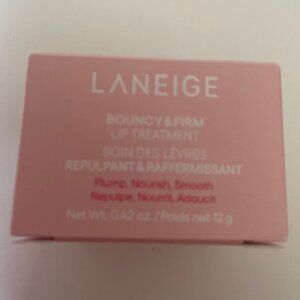 LANEIGE
BOUNCY & FIRM
LIP TREATMENT
SOIN DES LÈVRES
REPULPANT & RAFFERMISSANT
Plump, Nourish, Smooth
Repulpe, Nourrit, Adoucit
Net Wt. 0.42 oz./Poids net 12 g